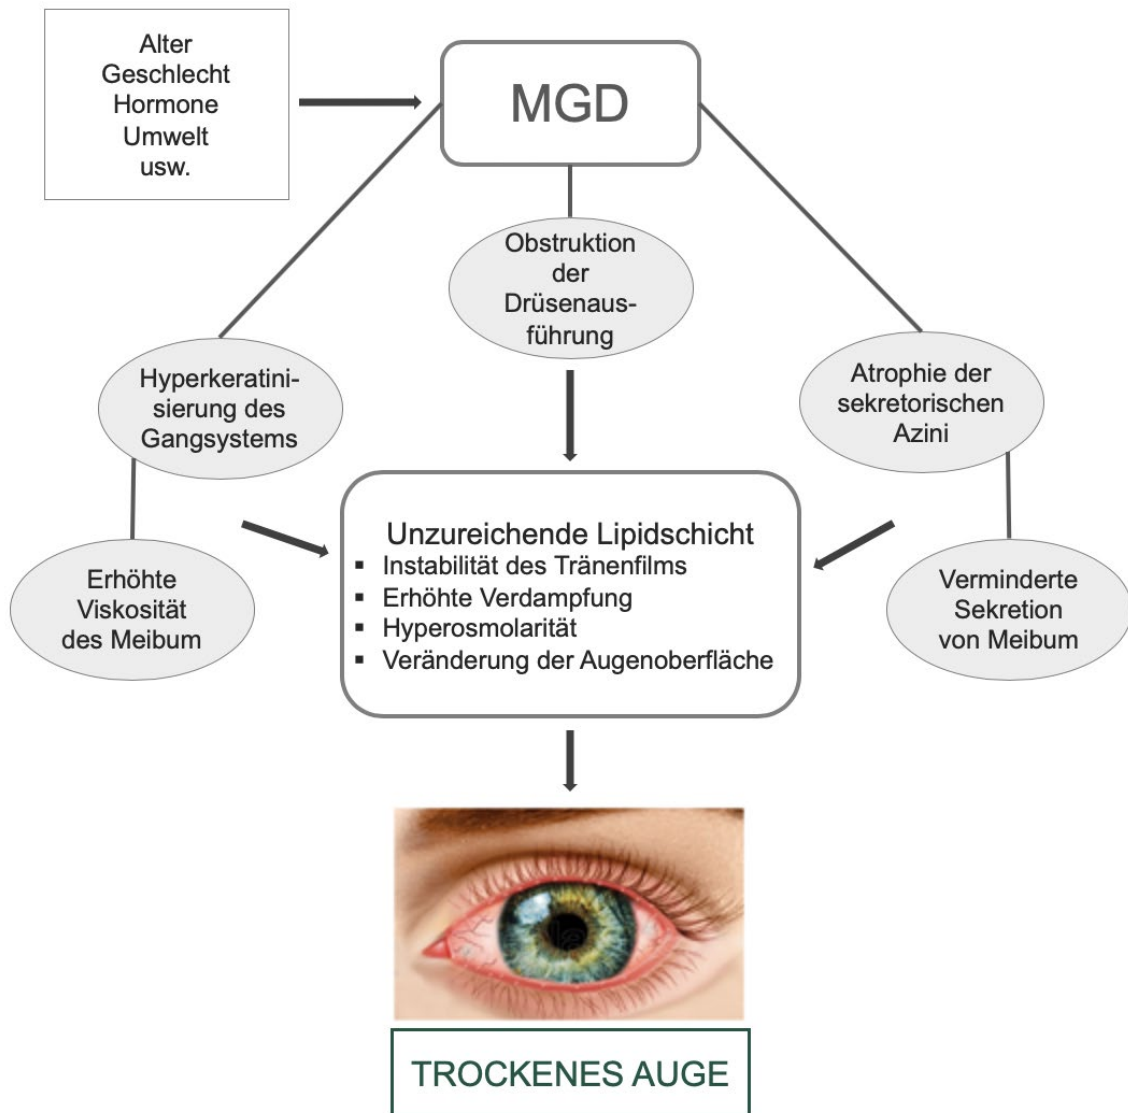 Alter
Geschlecht
Hormone
Umwelt
usw.
MGD
Obstruktion
der
Drüsenaus-
führung
Hyperkeratini-
sierung des
Gangsystems
Atrophie der
sekretorischen
Azini
Erhöhte
Viskosität
des Meibum
Unzureichende Lipidschicht
▪ Instabilität des Tränenfilms
▪ Erhöhte Verdampfung
▪ Hyperosmolarität
▪ Veränderung der Augenoberfläche
Verminderte
Sekretion
von Meibum
TROCKENES AUGE